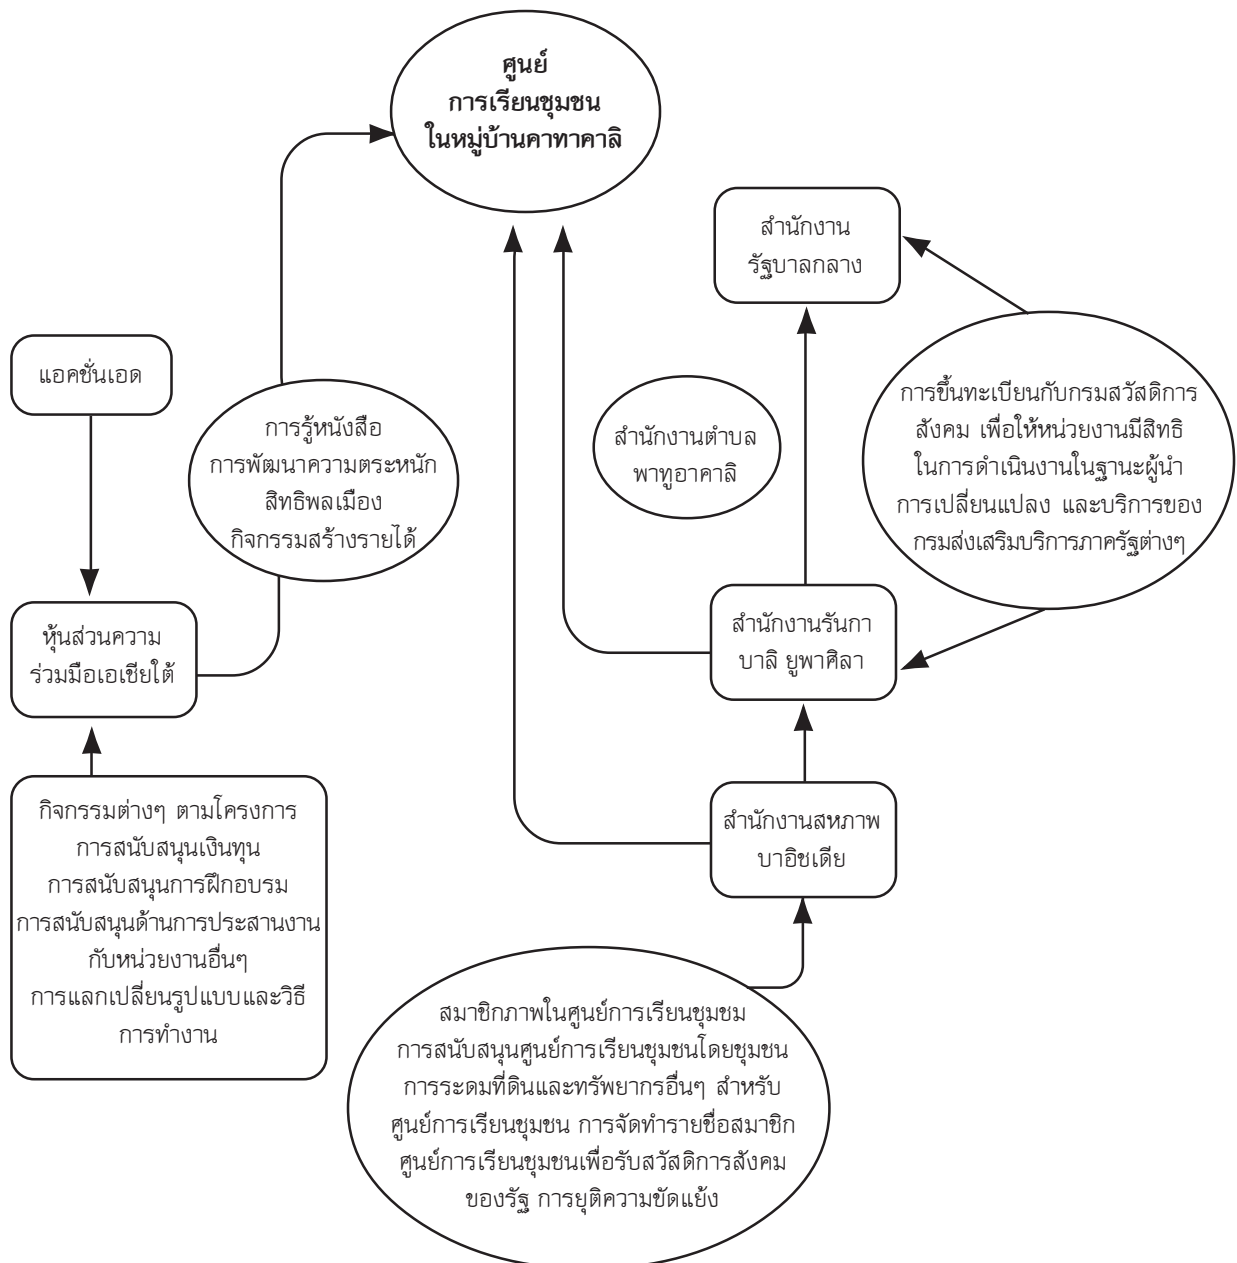 ศูนย์
การเรียนชุมชน
ในหมู่บ้านคาทาคาลิ
สำนักงาน
รัฐบาลกลาง
แอคชั่นเอด
การรู้หนังสือ
การพัฒนาความตระหนัก
สิทธิพลเมือง
กิจกรรมสร้างรายได้
สำนักงานตำบล
พาทูอาคาลิ
การขึ้นทะเบียนกับกรมสวัสดิการ
สังคม เพื่อให้หน่วยงานมีสิทธิ
ในการดำเนินงานในฐานะผู้นำ
การเปลี่ยนแปลง และบริการของ
กรมส่งเสริมบริการภาครัฐต่างๆ
หุ้นส่วนความ
ร่วมมือเอเชียใต้
สำนักงานรันกา
บาลิ ยูพาศิลา
กิจกรรมต่างๆ ตามโครงการ
การสนับสนุนเงินทุน
การสนับสนุนการฝึกอบรม
การสนับสนุนด้านการประสานงาน
กับหน่วยงานอื่นๆ
การแลกเปลี่ยนรูปแบบและวิธี
การทำงาน
สำนักงานสหภาพ
บาอิชเดีย
สมาชิกภาพในศูนย์การเรียนชุมชม
การสนับสนุนศูนย์การเรียนชุมชนโดยชุมชน
การระดมที่ดินและทรัพยากรอื่นๆ สำหรับ
ศูนย์การเรียนชุมชน การจัดทำรายชื่อสมาชิก
ศูนย์การเรียนชุมชนเพื่อรับสวัสดิการสังคม
ของรัฐ การยุติความขัดแย้ง